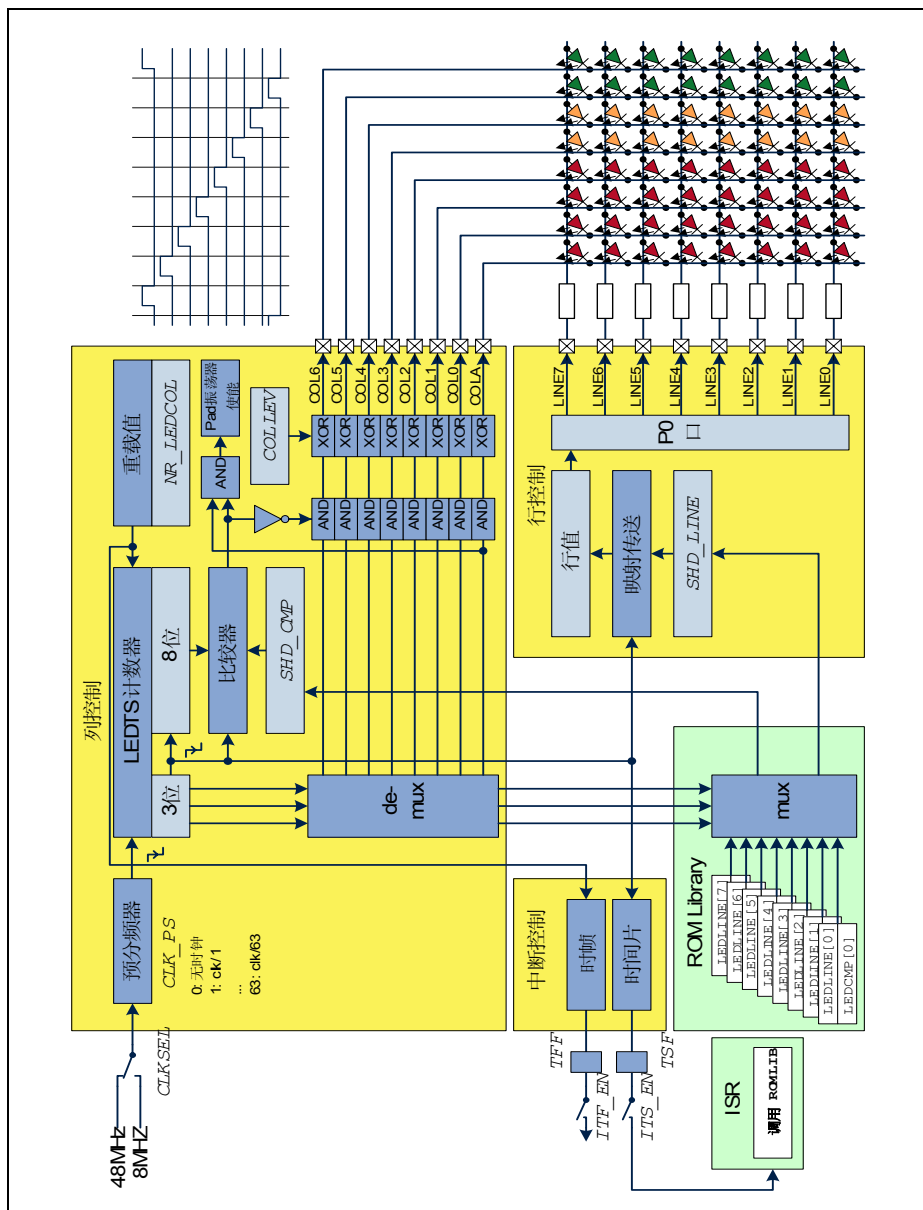 48MHz
8MHZ
CLKSEL
列控制
预分频器
CLK_PS
0: 无时钟
1: clk/1
...
63: clk/63
LEDTS 计数器
3位
8位
重载值
NR_LEDCOL
比较器
SHD_CMP
AND
Pad振荡器
使能
COLLEV
de-
mux
AND
AND
AND
AND
AND
AND
AND
AND
XOR
XOR
XOR
XOR
XOR
XOR
XOR
XOR
COL6
COL5
COL4
COL3
COL2
COL1
COL0
COLA
中断控制
时帧
时间片
TFF
TSF
ITF_EN
ITS_EN
行控制
行值
映射传送
SHD_LINE
P0
口
LINE7
LINE6
LINE5
LINE4
LINE3
LINE2
LINE1
LINE0
ROM Library
mux
LEDLINE[7]
LEDLINE[6]
LEDLINE[5]
LEDLINE[4]
LEDLINE[3]
LEDLINE[2]
LEDLINE[1]
LEDLINE[0]
LEDCMP[0]
ISR
调用 ROMLIB